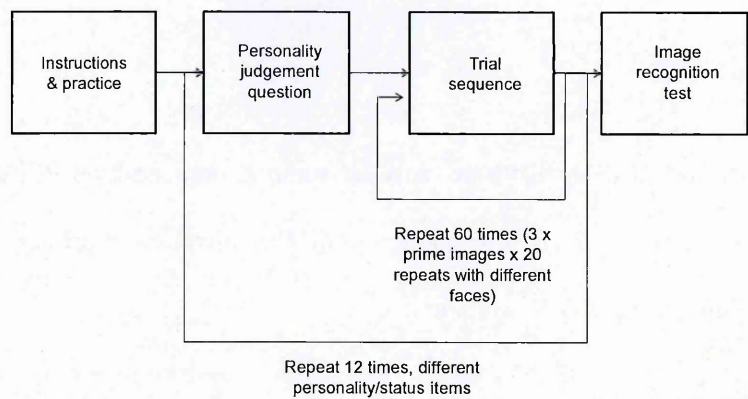 Instructions
& practice
Personality
judgement
question
Trial
sequence
Image
recognition
test
Repeat 60 times (3 x
prime images x 20
repeats with different
faces)
Repeat 12 times, different
personality/status items